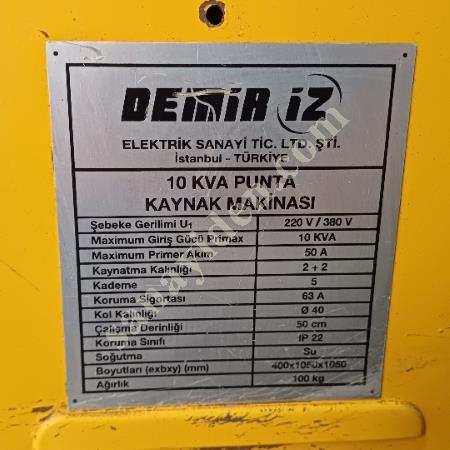 DEMİR İZ
ELEKTRİK SANAYİ TİC. LTD. ŞTİ.
İstanbul - TÜRKİYE
10 KVA PUNTA
KAYNAK MAKİNASI
Şebeke Gerilimi U1 220 V / 380 V
Maximum Giriş Gücü Primax 10 KVA
Maximum Primer Akım 50 A
Kaynatma Kalınlığı 2 + 2
Kademe 5
Koruma Sigortası 63 A
Kol Kalınlığı Ø 40
Çalışma Derinliği 50 cm
Koruma Sınıfı IP 22
Soğutma Su
Boyutları (exbxy) (mm) 400x1050x1050
Ağırlık 100 kg
sanayiden.com